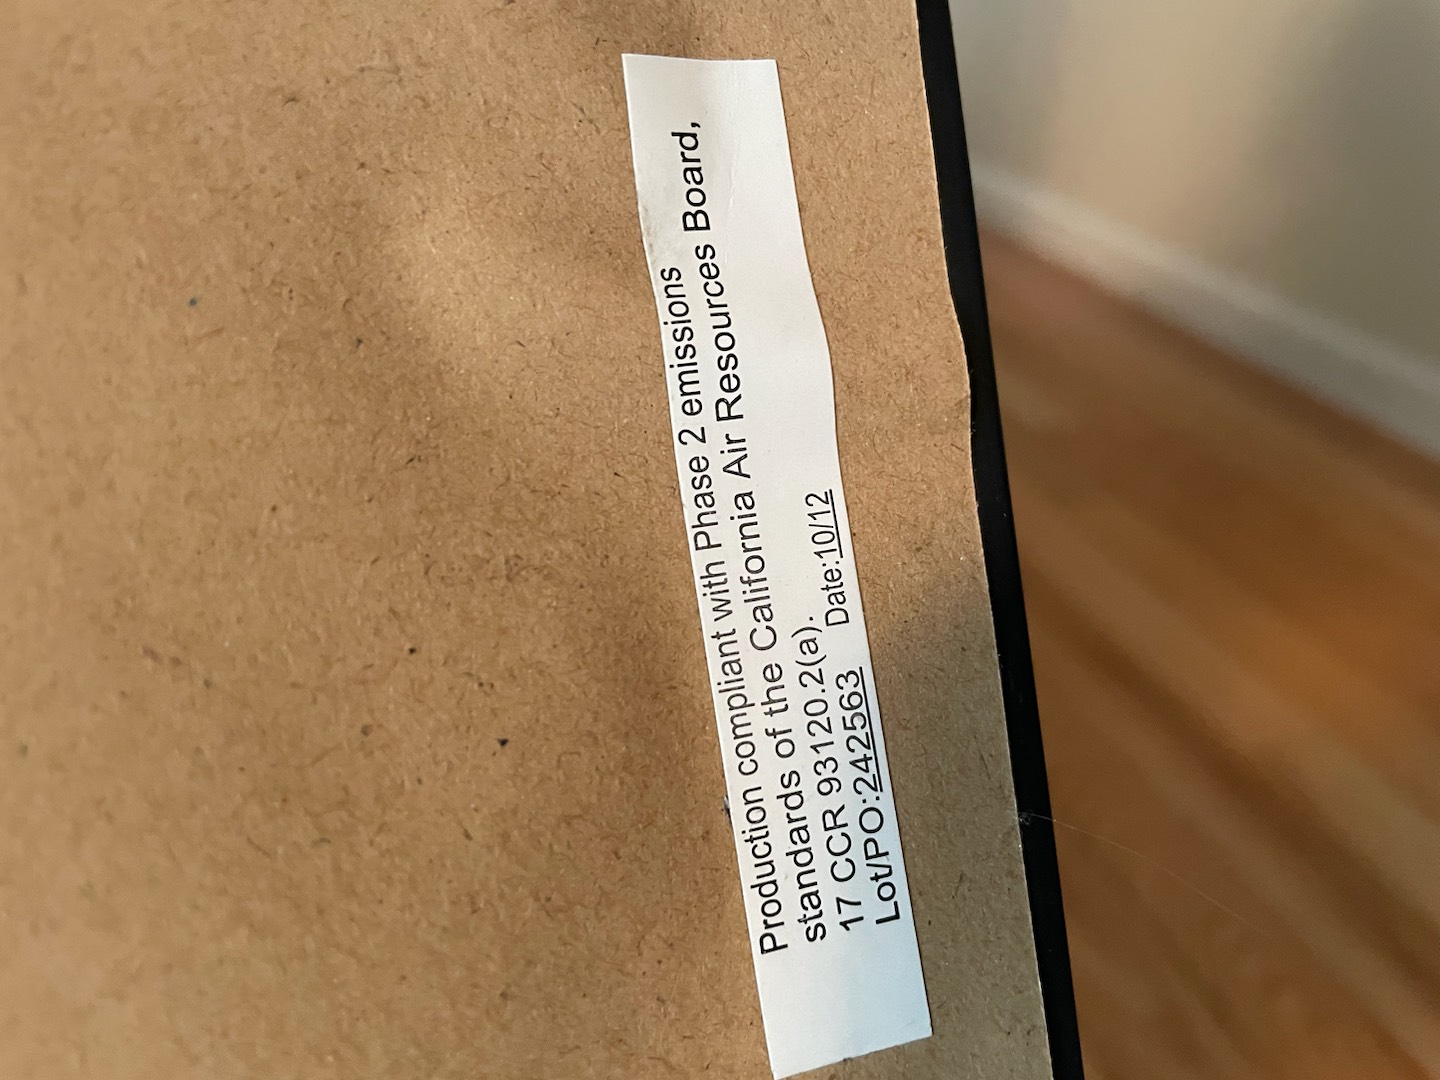 Production compliant with Phase 2 emissions
standards of the California Air Resources Board,
17 CCR 93120.2(a).
Lot/PO:242563 Date:10/12